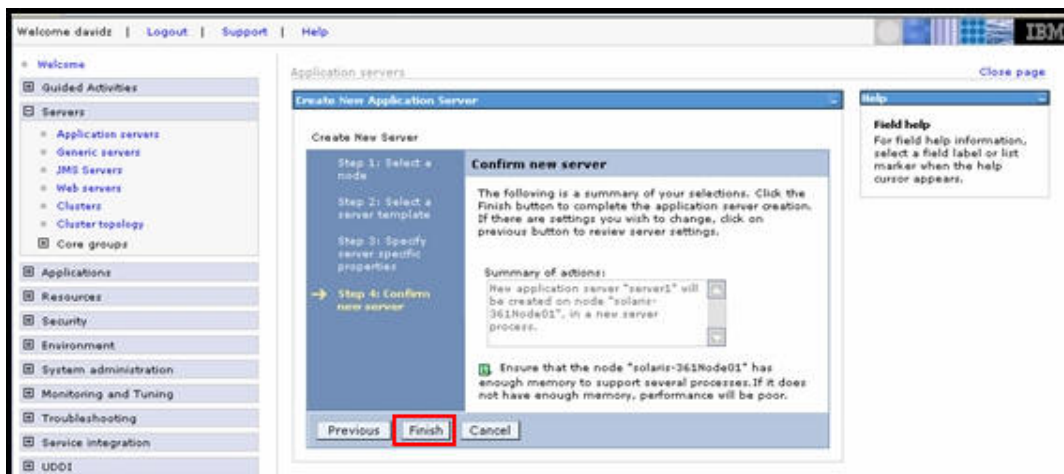 Welcome davidz | Logout | Support | Help
IBM
Welcome
Guided Activities
Servers
Application servers
Generic servers
JMS Servers
Web servers
Clusters
Cluster topology
Core groups
Applications
Resources
Security
Environment
System administration
Monitoring and Tuning
Troubleshooting
Service integration
UDDI
Application servers
Close page
Create New Application Server
Create New Server
Step 1: Select a
node
Step 2: Select a
server template
Step 3: Specify
server specific
properties
Step 4: Confirm
new server
Confirm new server
The following is a summary of your selections. Click the
Finish button to complete the application server creation.
If there are settings you wish to change, click on
previous button to review server settings.
Summary of actions:
New application server "server1" will
be created on node "solaris-
361Node01", in a new server
process.
Ensure that the node "solaris-361Node01" has
enough memory to support several processes.If it does
not have enough memory, performance will be poor.
Previous Finish Cancel
Help
Field help
For field help information,
select a field label or list
marker when the help
cursor appears.